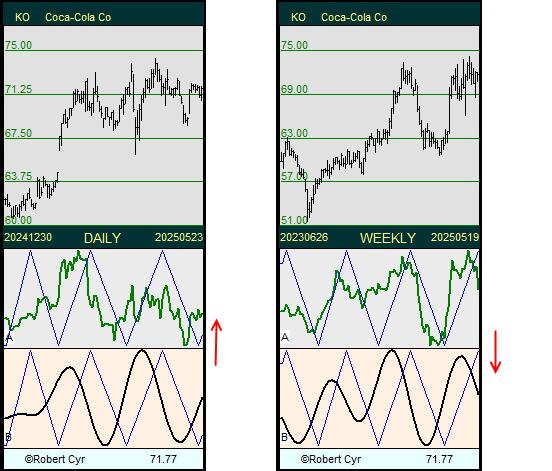 KO Coca-Cola Co
75.00
71.25
67.50
63.75
60.00
20241230 DAILY 20250523
A
B
©Robert Cyr 71.77
KO Coca-Cola Co
75.00
69.00
63.00
57.00
51.00
20230626 WEEKLY 20250519
A
B
©Robert Cyr 71.77